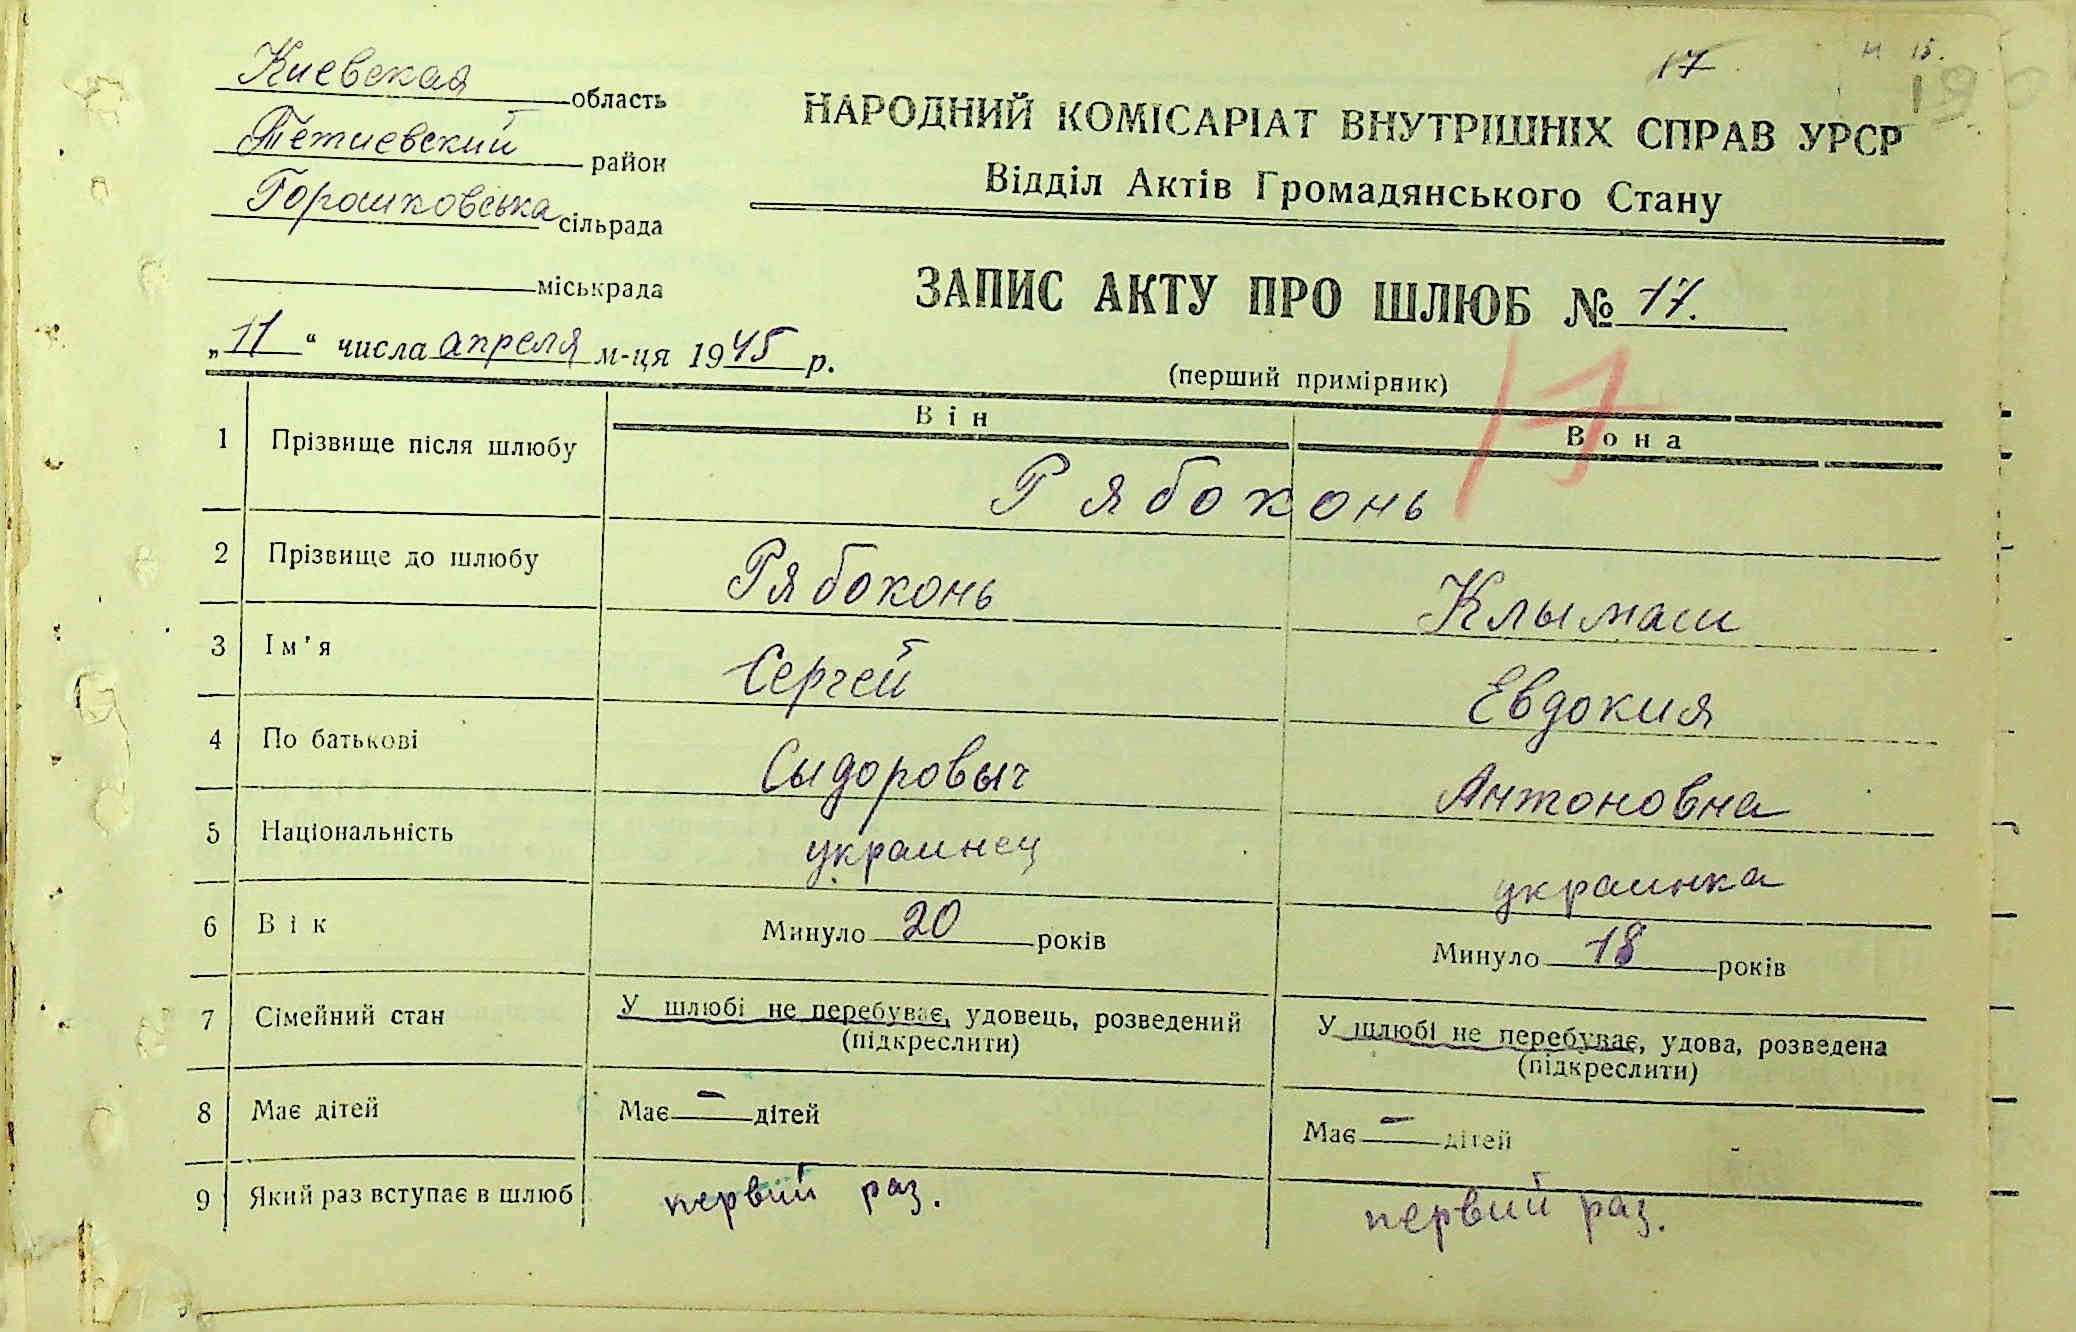 17
Киевская область
Тетиевский район
Горошковська сільрада
міськрада
НАРОДНИЙ КОМІСАРІАТ ВНУТРІШНІХ СПРАВ УРСР
Відділ Актів Громадянського Стану
ЗАПИС АКТУ ПРО ШЛЮБ № 17.
„11“ числа апреля м-ця 1945 р.
(перший примірник)
17
Він Вона
1 Прізвище після шлюбу Рябоконь
2 Прізвище до шлюбу Рябоконь Клымаш
3 Ім'я Сергей Евдокия
4 По батькові Сыдоровыч Антоновна
5 Національність украинец украинка
6 Вік Минуло 20 років Минуло 18 років
7 Сімейний стан У шлюбі не перебуває, удовець, розведений У шлюбі не перебуває, удова, розведена
(підкреслити) (підкреслити)
8 Має дітей Має — дітей Має — дітей
9 Який раз вступає в шлюб первий раз. первий раз.